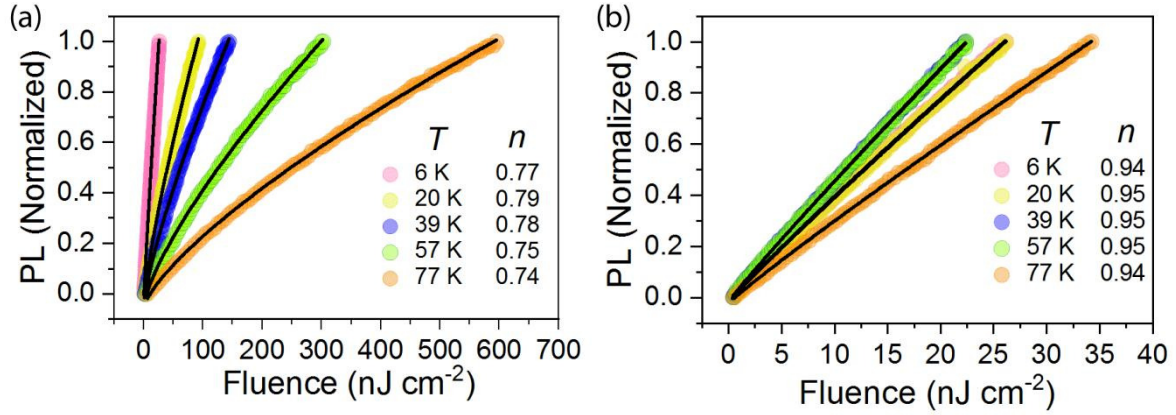 (a)
PL (Normalized)
1.0
0.8
0.6
0.4
0.2
0.0
T n
6 K 0.77
20 K 0.79
39 K 0.78
57 K 0.75
77 K 0.74
0 100 200 300 400 500 600 700
Fluence (nJ cm⁻²)
(b)
PL (Normalized)
1.0
0.8
0.6
0.4
0.2
0.0
T n
6 K 0.94
20 K 0.95
39 K 0.95
57 K 0.95
77 K 0.94
0 5 10 15 20 25 30 35 40
Fluence (nJ cm⁻²)